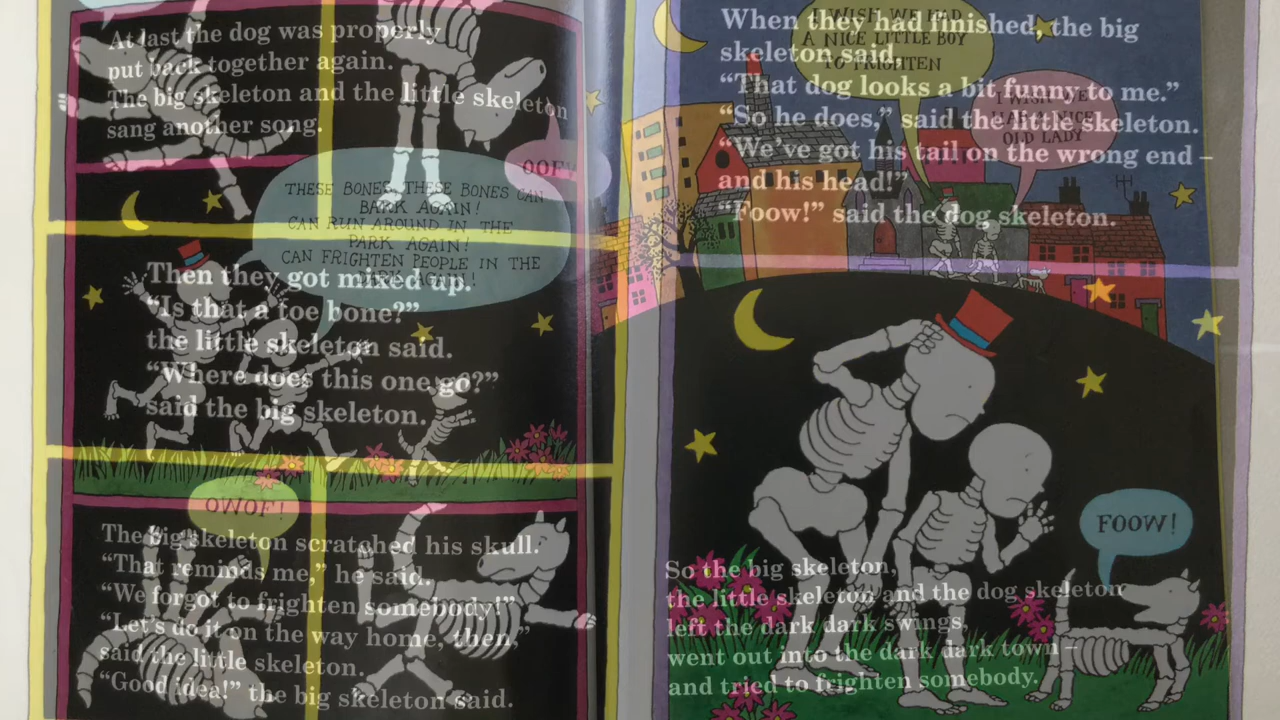 At last the dog was properly
put back together again.
The big skeleton and the little skeleton
sang another song.
OOF!
THESE BONES, THESE BONES CAN
BARK AGAIN!
CAN RUN AROUND IN THE
PARK AGAIN!
CAN FRIGHTEN PEOPLE IN THE
DARK AGAIN!
Then they got mixed up.
“Is that a toe bone?”
the little skeleton said.
“Where does this one go?”
said the big skeleton.
OWOF!
The big skeleton scratched his skull.
“That reminds me,” he said.
“We forgot to frighten somebody!”
“Let’s do it on the way home, then,”
said the little skeleton.
“Good idea!” the big skeleton said.
When they had finished, the big
skeleton said,
“That dog looks a bit funny to me.”
“So he does,” said the little skeleton.
“We’ve got his tail on the wrong end –
and his head!”
“Foow!” said the dog skeleton.
I WISH WE HAD
A NICE LITTLE BOY
TO FRIGHTEN
I WISH WE
HAD A NICE
OLD LADY
FOOW!
So the big skeleton,
the little skeleton and the dog skeleton
left the dark dark swings,
went out into the dark dark town –
and tried to frighten somebody.